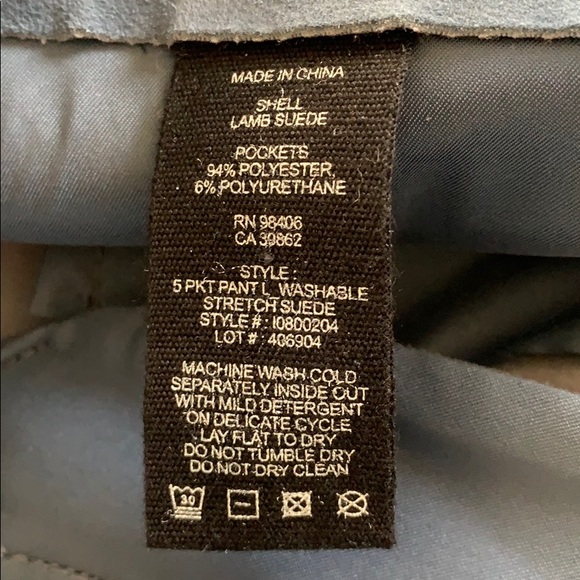 MADE IN CHINA
SHELL
LAMB SUEDE
POCKETS
94% POLYESTER,
6% POLYURETHANE
RN 98406
CA 39862
STYLE :
5 PKT PANT L, WASHABLE
STRETCH SUEDE
STYLE # : I0800204
LOT # : 406904
MACHINE WASH COLD
SEPARATELY INSIDE OUT
WITH MILD DETERGENT
ON DELICATE CYCLE
LAY FLAT TO DRY
DO NOT TUMBLE DRY
DO NOT DRY CLEAN
30